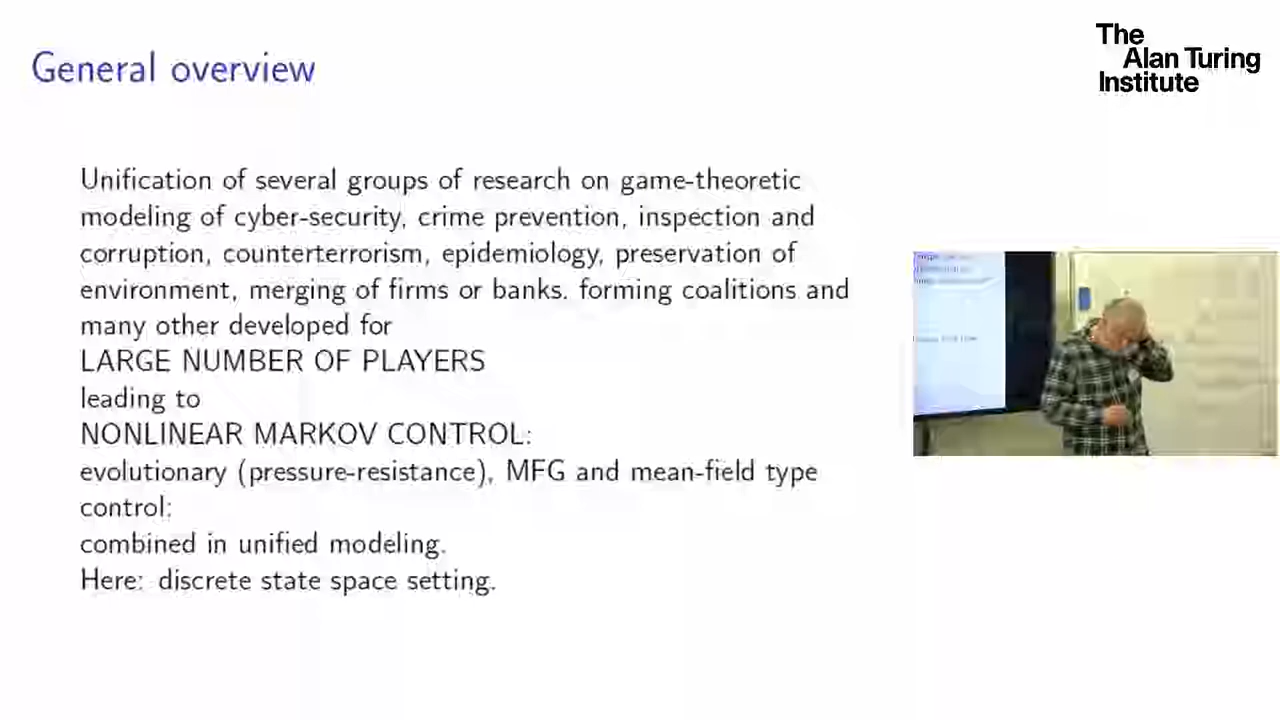 General overview
The
Alan Turing
Institute
Unification of several groups of research on game-theoretic
modeling of cyber-security, crime prevention, inspection and
corruption, counterterrorism, epidemiology, preservation of
environment, merging of firms or banks. forming coalitions and
many other developed for
LARGE NUMBER OF PLAYERS
leading to
NONLINEAR MARKOV CONTROL:
evolutionary (pressure-resistance), MFG and mean-field type
control:
combined in unified modeling.
Here: discrete state space setting.